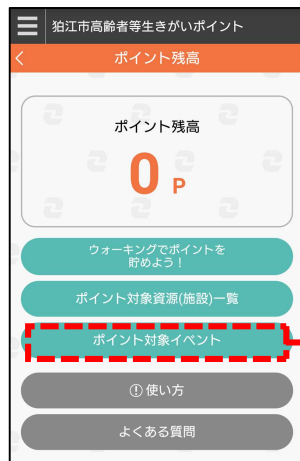 狛江市高齢者等生きがいポイント
ポイント残高
ポイント残高
0 P
ウォーキングでポイントを
貯めよう！
ポイント対象資源(施設)一覧
ポイント対象イベント
! 使い方
よくある質問